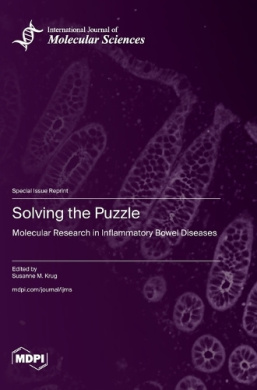 International Journal of
Molecular Sciences
Special Issue Reprint
Solving the Puzzle
Molecular Research in Inflammatory Bowel Diseases
Edited by
Susanne M. Krug
mdpi.com/journal/ijms
MDPI